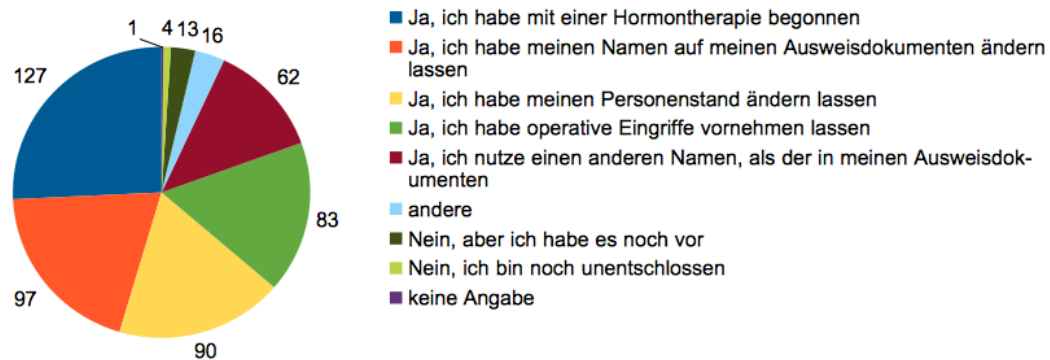 1
4
13
16
127
62
83
97
90
Ja, ich habe mit einer Hormontherapie begonnen
Ja, ich habe meinen Namen auf meinen Ausweisdokumenten ändern
lassen
Ja, ich habe meinen Personenstand ändern lassen
Ja, ich habe operative Eingriffe vornehmen lassen
Ja, ich nutze einen anderen Namen, als der in meinen Ausweisdok-
umenten
andere
Nein, aber ich habe es noch vor
Nein, ich bin noch unentschlossen
keine Angabe